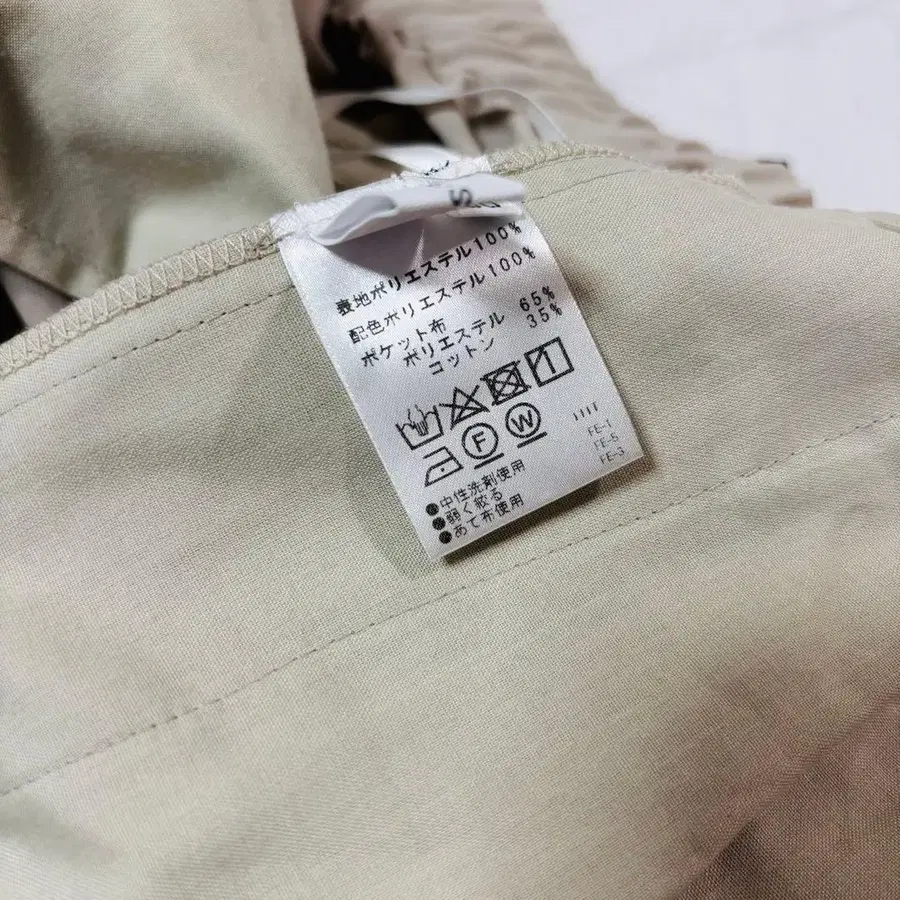 S
表地ポリエステル100%
配色ポリエステル100%
ポケット布
ポリエステル 65%
コットン 35%
F W
●中性洗剤使用
●弱く絞る
●あて布使用
FE-1
FE-5
FE-3